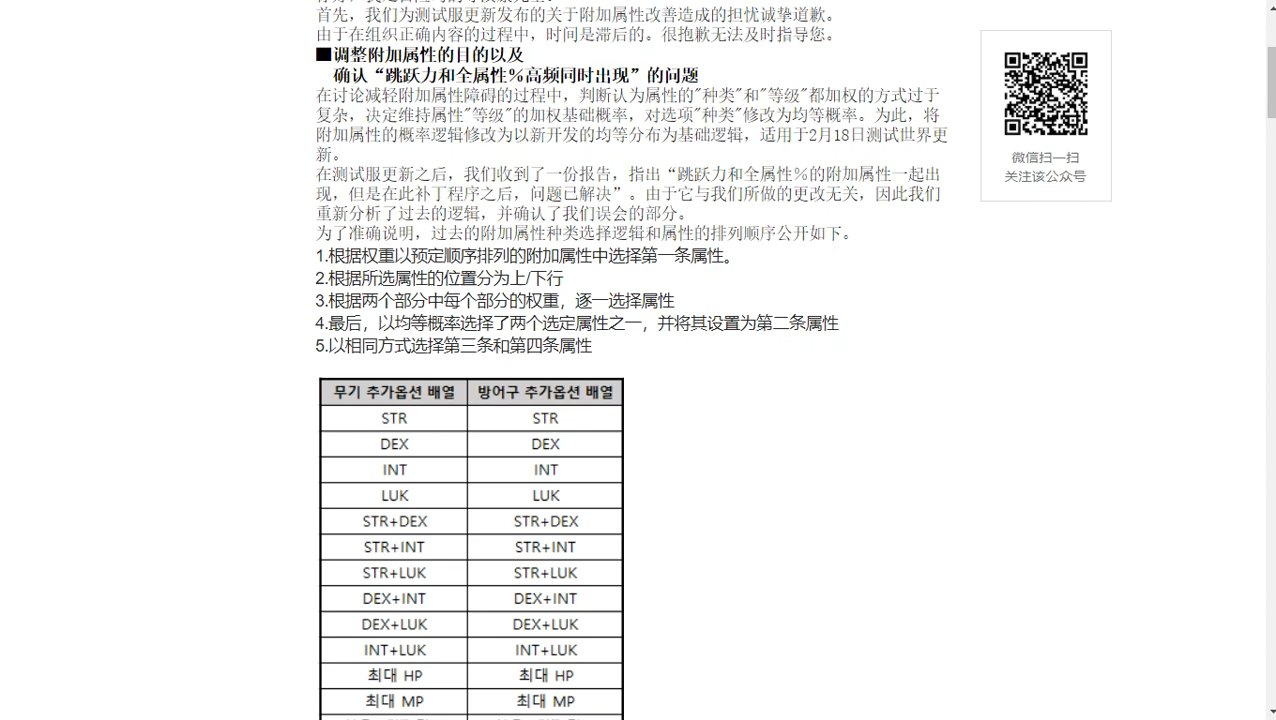 首先，我们为测试服更新发布的关于附加属性改善造成的担忧诚挚道歉。
由于在组织正确内容的过程中，时间是滞后的。很抱歉无法及时指导您。
■调整附加属性的目的以及
确认“跳跃力和全属性%高频同时出现”的问题
在讨论减轻附加属性障碍的过程中，判断认为属性的"种类"和"等级"都加权的方式过于
复杂，决定维持属性"等级"的加权基础概率，对选项"种类"修改为均等概率。为此，将
附加属性的概率逻辑修改为以新开发的均等分布为基础逻辑，适用于2月18日测试世界更
新。
在测试服更新之后，我们收到了一份报告，指出“跳跃力和全属性%的附加属性一起出
现，但是在此补丁程序之后，问题已解决”。由于它与我们所做的更改无关，因此我们
重新分析了过去的逻辑，并确认了我们误会的部分。
为了准确说明，过去的附加属性种类选择逻辑和属性的排列顺序公开如下。
1.根据权重以预定顺序排列的附加属性中选择第一条属性。
2.根据所选属性的位置分为上/下行
3.根据两个部分中每个部分的权重，逐一选择属性
4.最后，以均等概率选择了两个选定属性之一，并将其设置为第二条属性
5.以相同方式选择第三条和第四条属性
微信扫一扫
关注该公众号
무기 추가옵션 배열 방어구 추가옵션 배열
STR STR
DEX DEX
INT INT
LUK LUK
STR+DEX STR+DEX
STR+INT STR+INT
STR+LUK STR+LUK
DEX+INT DEX+INT
DEX+LUK DEX+LUK
INT+LUK INT+LUK
최대 HP 최대 HP
최대 MP 최대 MP